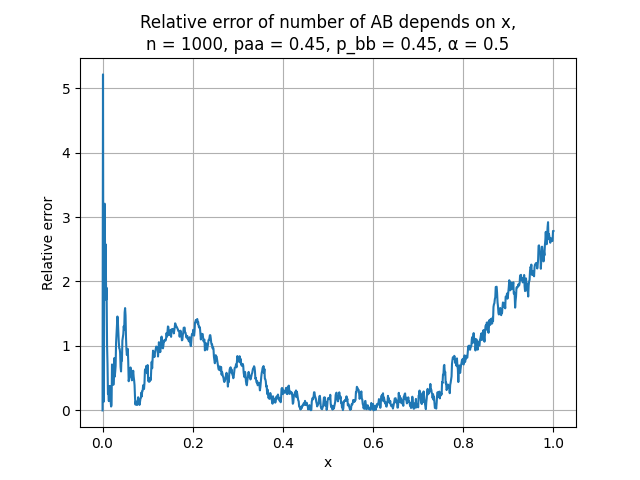 Relative error of number of AB depends on x,
n = 1000, paa = 0.45, p_bb = 0.45, α = 0.5
Relative error
5
4
3
2
1
0
0.0 0.2 0.4 0.6 0.8 1.0
x